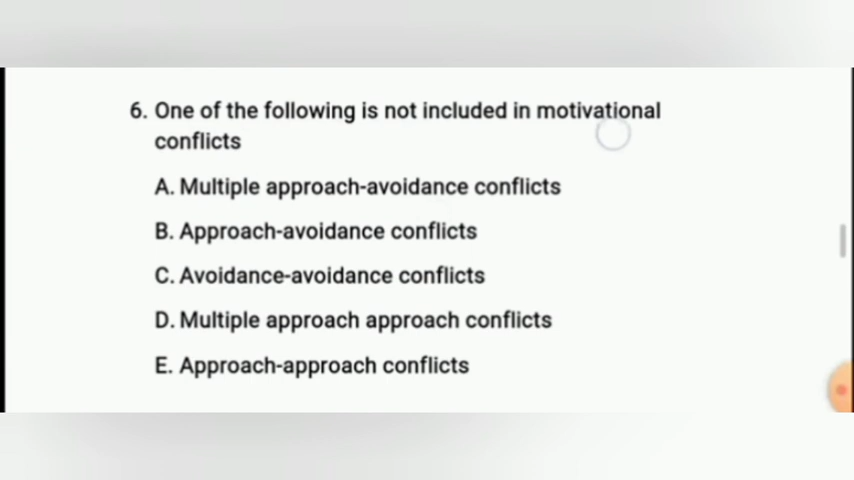 6. One of the following is not included in motivational
conflicts
A. Multiple approach-avoidance conflicts
B. Approach-avoidance conflicts
C. Avoidance-avoidance conflicts
D. Multiple approach approach conflicts
E. Approach-approach conflicts